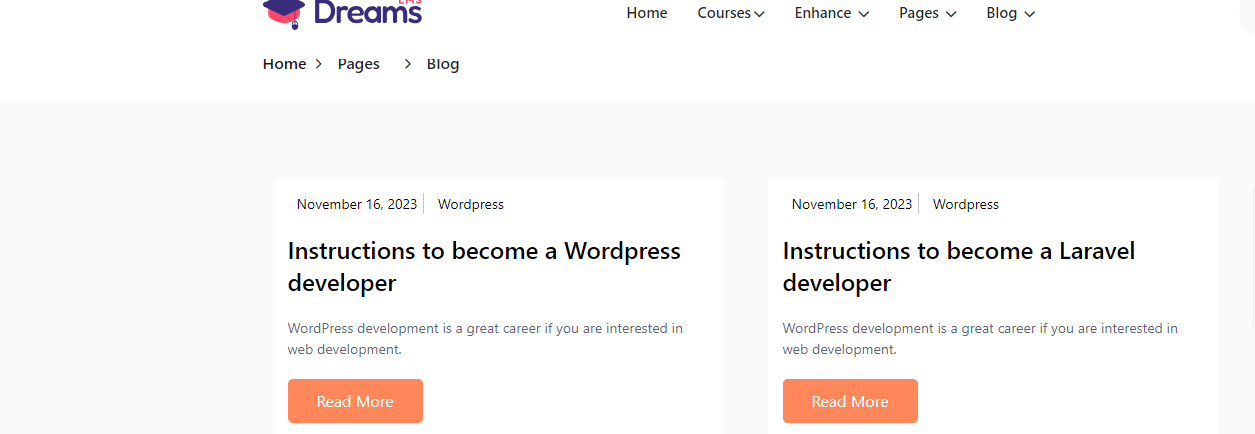 LMS
Dreams
Home Courses Enhance Pages Blog
Home > Pages > Blog
November 16, 2023 Wordpress
Instructions to become a Wordpress
developer
WordPress development is a great career if you are interested in
web development.
Read More
November 16, 2023 Wordpress
Instructions to become a Laravel
developer
WordPress development is a great career if you are interested in
web development.
Read More